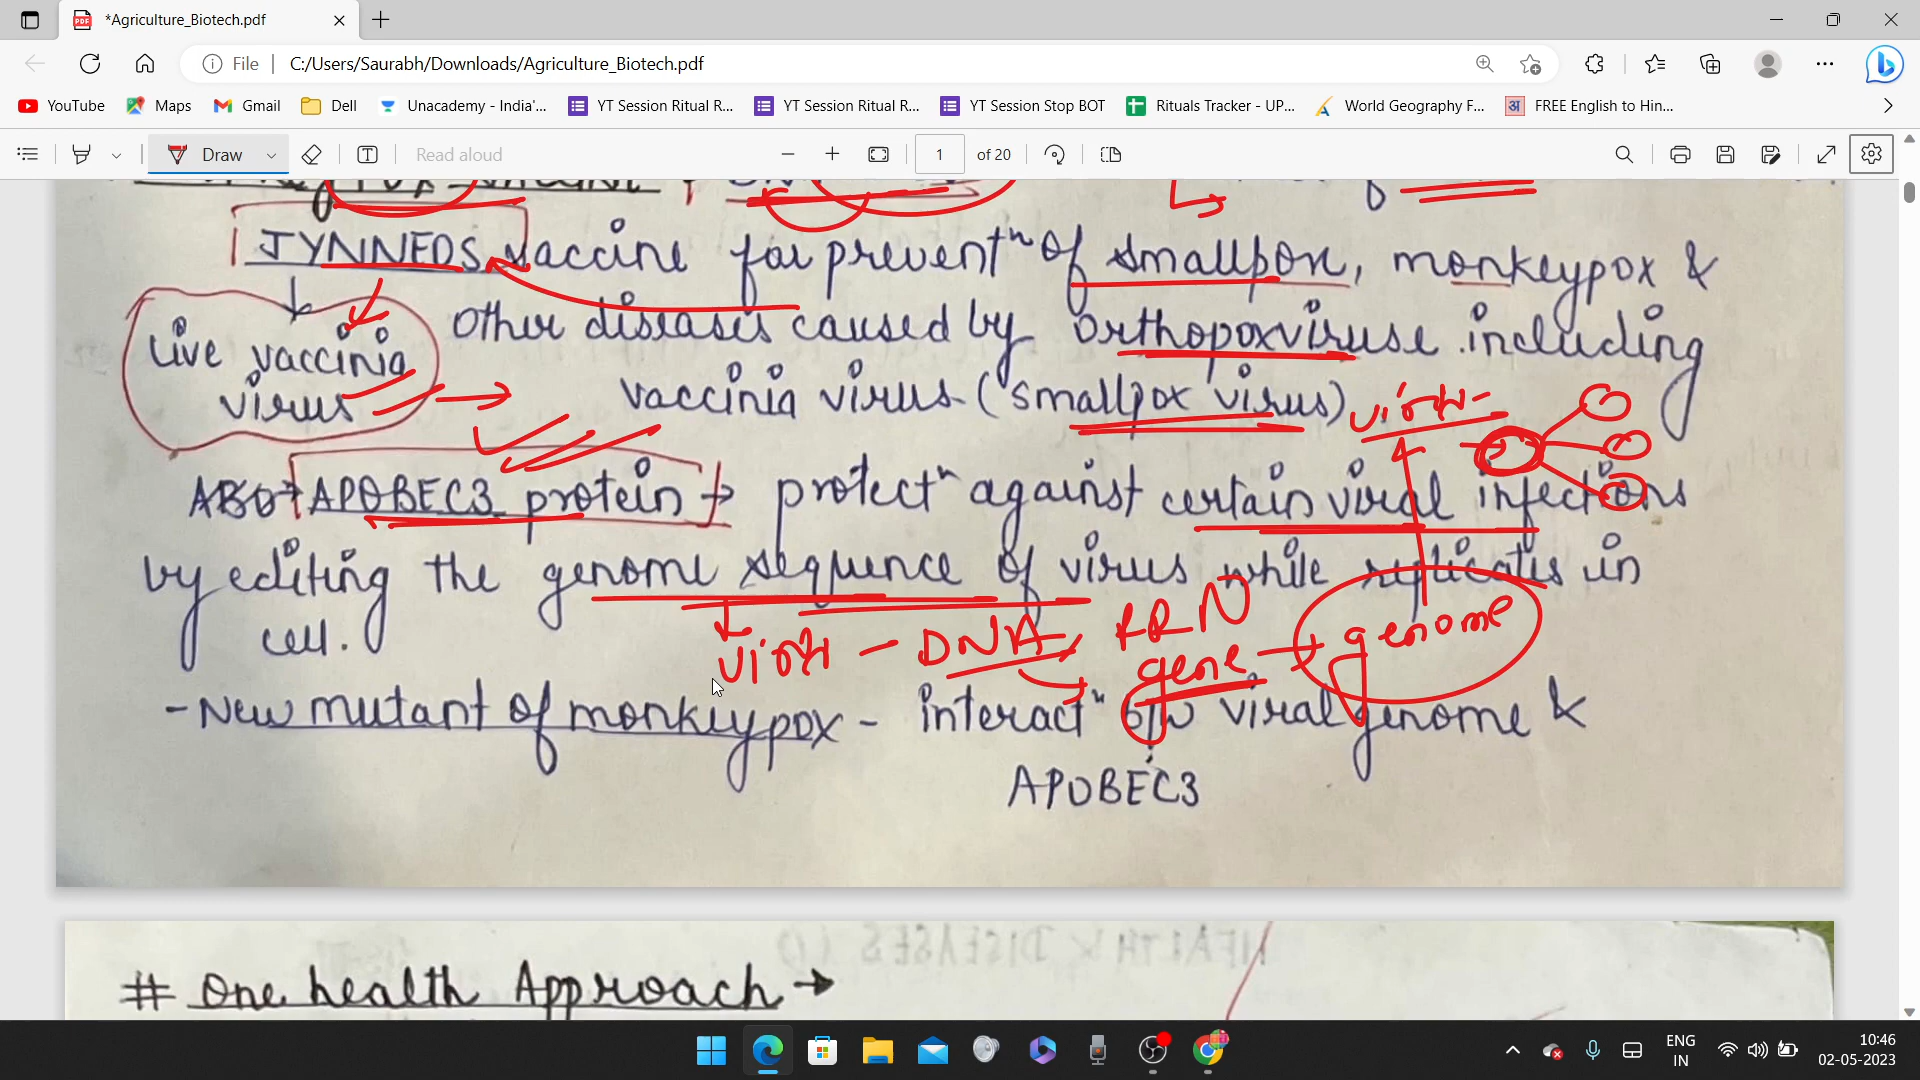 *Agriculture_Biotech.pdf
File C:/Users/Saurabh/Downloads/Agriculture_Biotech.pdf
YouTube Maps Gmail Dell Unacademy - India'... YT Session Ritual R... YT Session Ritual R... YT Session Stop BOT Rituals Tracker - UP... World Geography F... अ FREE English to Hin...
Draw Read aloud 1 of 20
JYNNEOS vaccine for preventⁿ of smallpox, monkeypox &
Live vaccinia virus
other diseases caused by orthopoxviruse including
vaccinia virus (smallpox virus)
virus
APOBEC3 protein → protectⁿ against certain viral infections
by editing the genome sequence of virus while replicates in
cell.
virus - DNA,
gene → genome
- New mutant of monkeypox - interactⁿ b/w viral genome &
APOBEC3
HEALTH & DISEASES (1)
# One health Approach →
ENG
IN
10:46
02-05-2023